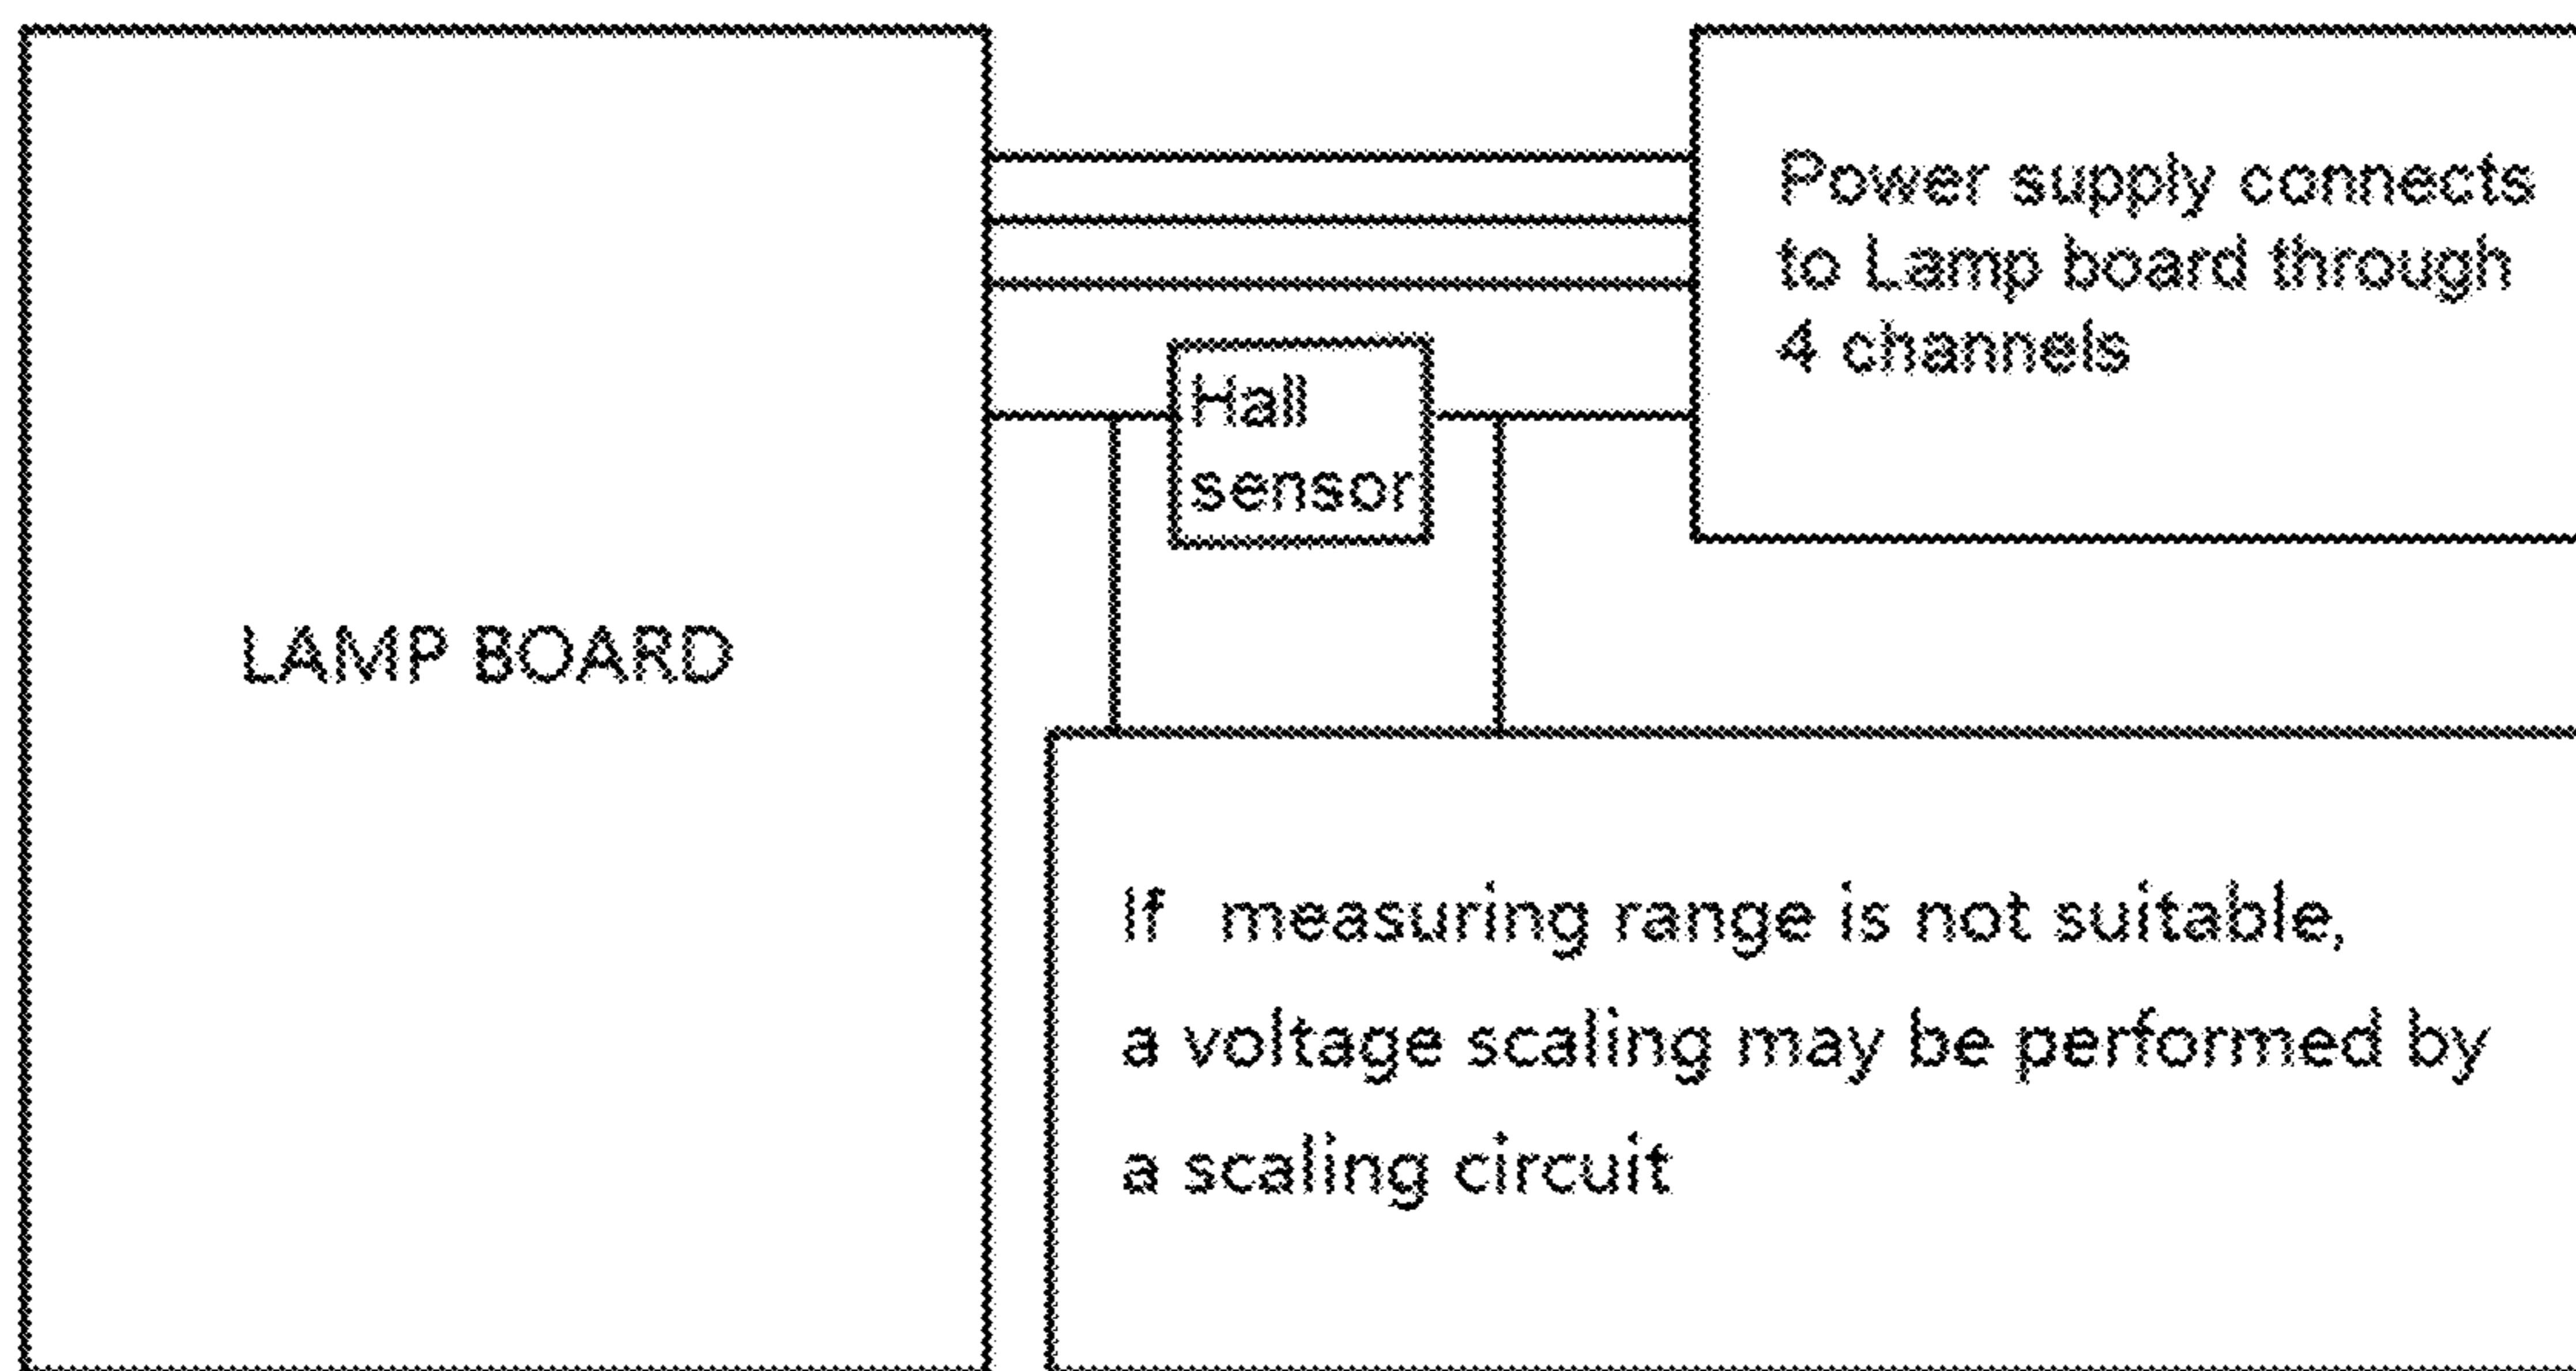 Power supply connects
to Lamp board through
4 channels
Hall
sensor
LAMP BOARD
If measuring range is not suitable,
a voltage scaling may be performed by
a scaling circuit